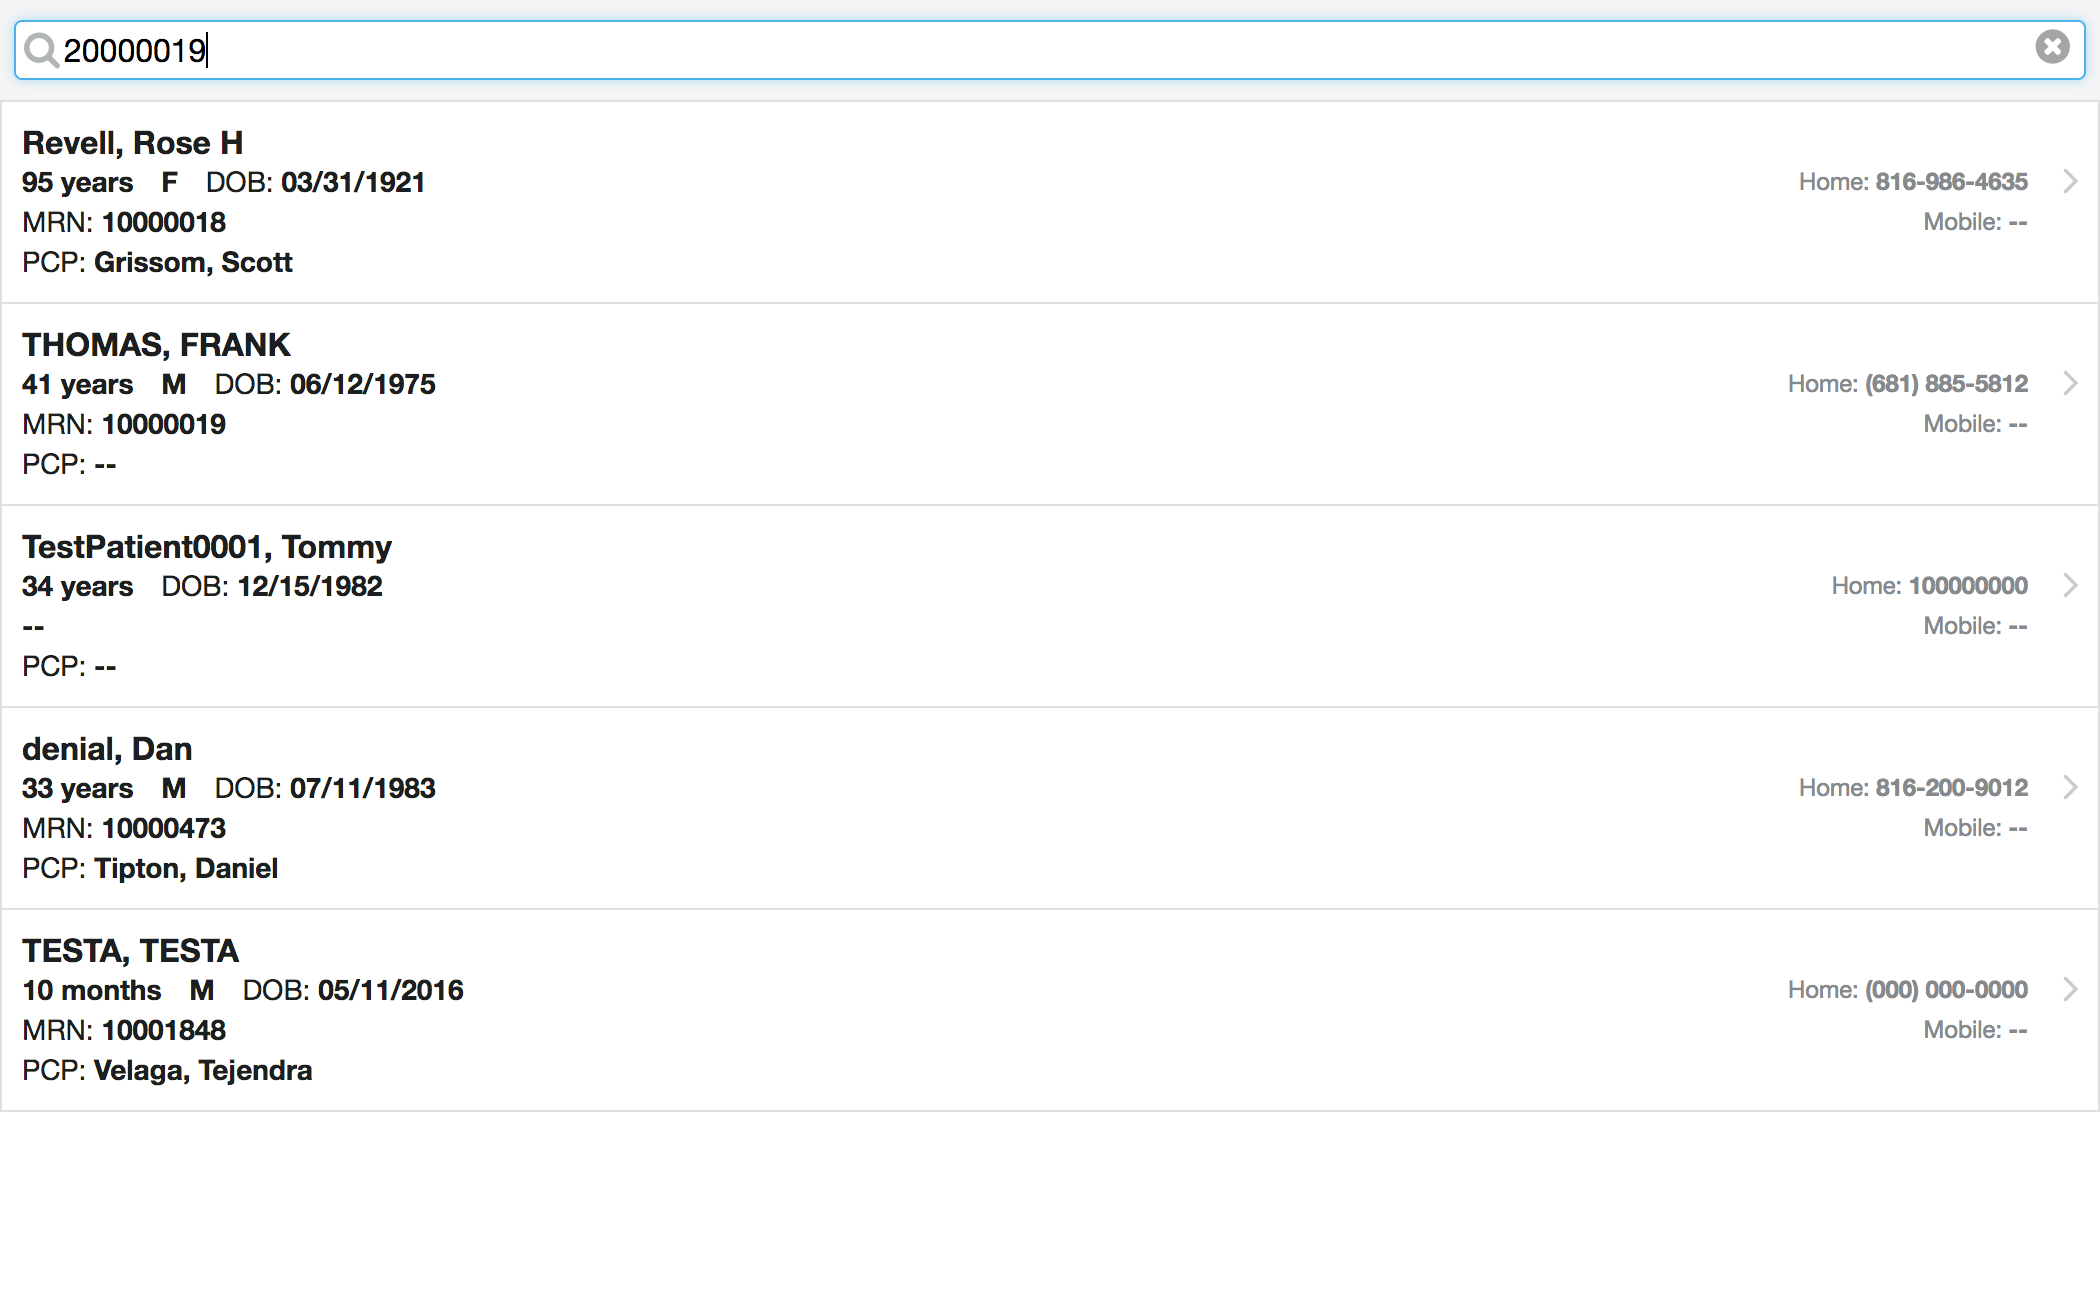 20000019
Revell, Rose H
95 years F DOB: 03/31/1921
Home: 816-986-4635
MRN: 10000018
Mobile: --
PCP: Grissom, Scott
THOMAS, FRANK
41 years M DOB: 06/12/1975
Home: (681) 885-5812
MRN: 10000019
Mobile: --
PCP: --
TestPatient0001, Tommy
34 years DOB: 12/15/1982
Home: 100000000
--
Mobile: --
PCP: --
denial, Dan
33 years M DOB: 07/11/1983
Home: 816-200-9012
MRN: 10000473
Mobile: --
PCP: Tipton, Daniel
TESTA, TESTA
10 months M DOB: 05/11/2016
Home: (000) 000-0000
MRN: 10001848
Mobile: --
PCP: Velaga, Tejendra